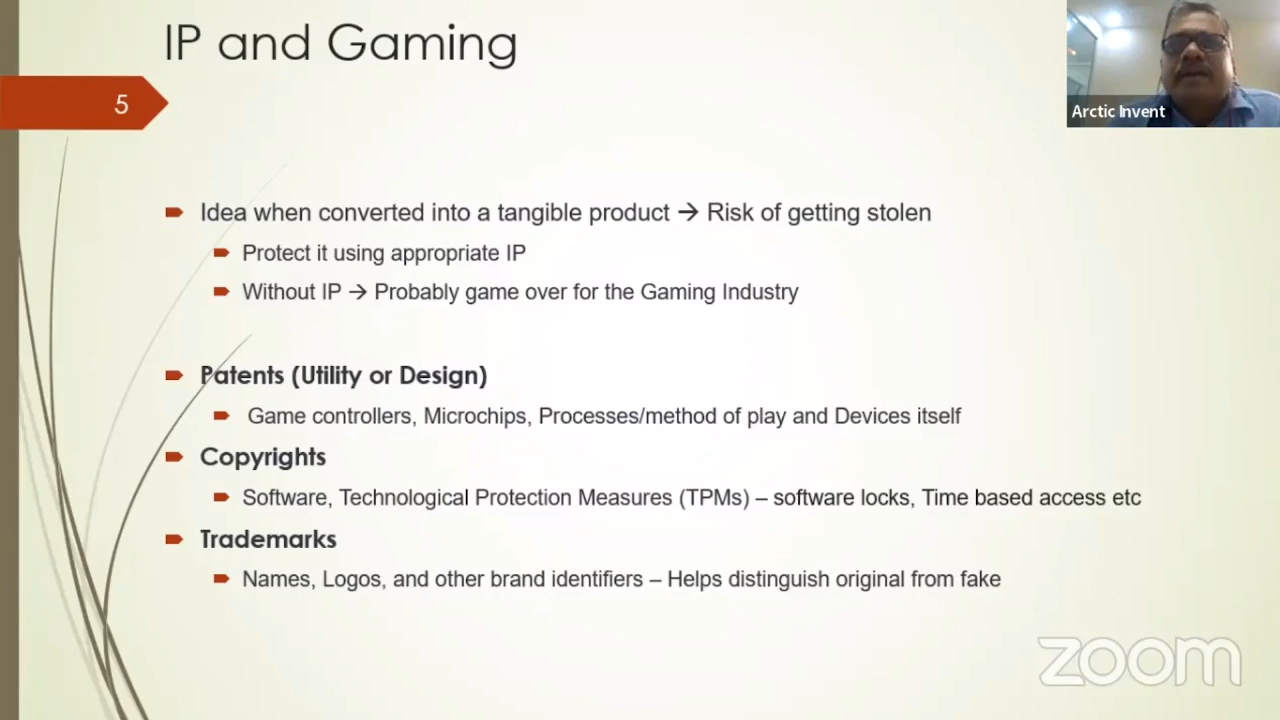 IP and Gaming
5
Arctic Invent
Idea when converted into a tangible product → Risk of getting stolen
Protect it using appropriate IP
Without IP → Probably game over for the Gaming Industry
Patents (Utility or Design)
Game controllers, Microchips, Processes/method of play and Devices itself
Copyrights
Software, Technological Protection Measures (TPMs) – software locks, Time based access etc
Trademarks
Names, Logos, and other brand identifiers – Helps distinguish original from fake
zoom